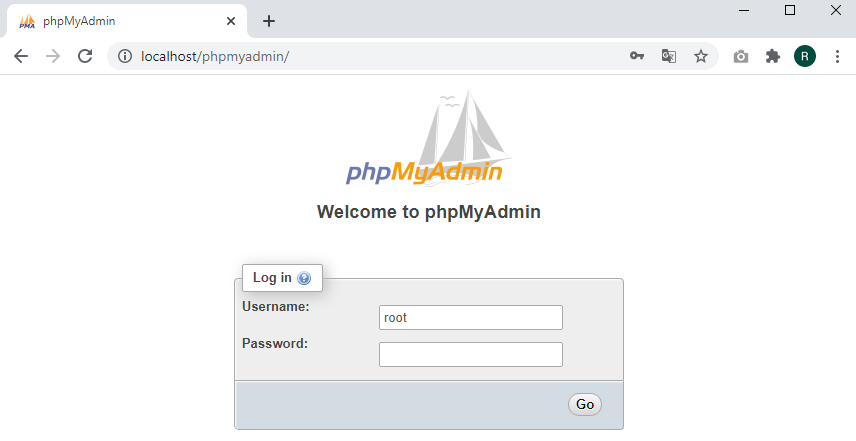 PMA phpMyAdmin
localhost/phpmyadmin/
R
phpMyAdmin
Welcome to phpMyAdmin
Log in ?
Username: root
Password:
Go